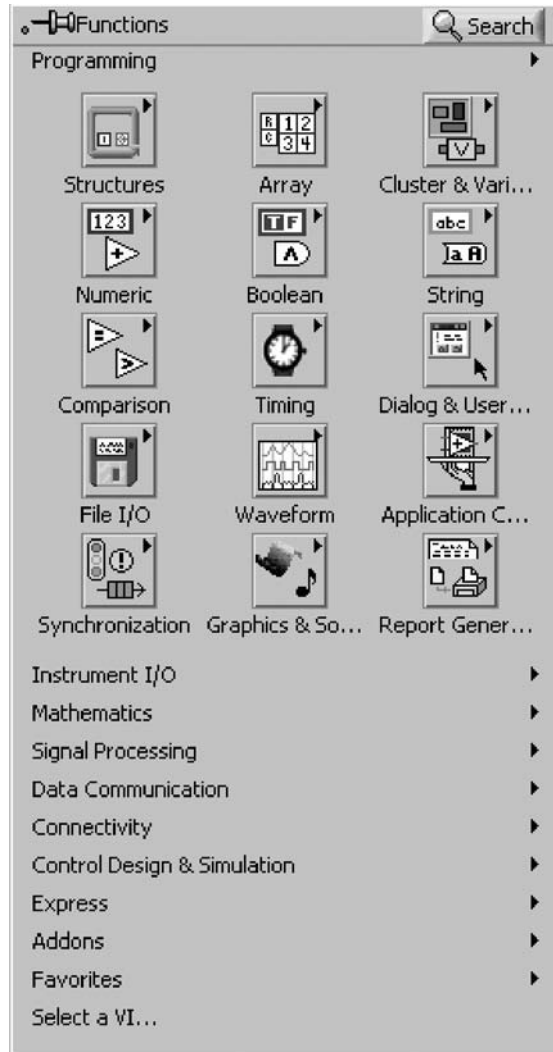 Functions Search
Programming
Structures Array Cluster & Vari...
Numeric Boolean String
Comparison Timing Dialog & User...
File I/O Waveform Application C...
Synchronization Graphics & So... Report Gener...
Instrument I/O
Mathematics
Signal Processing
Data Communication
Connectivity
Control Design & Simulation
Express
Addons
Favorites
Select a VI...